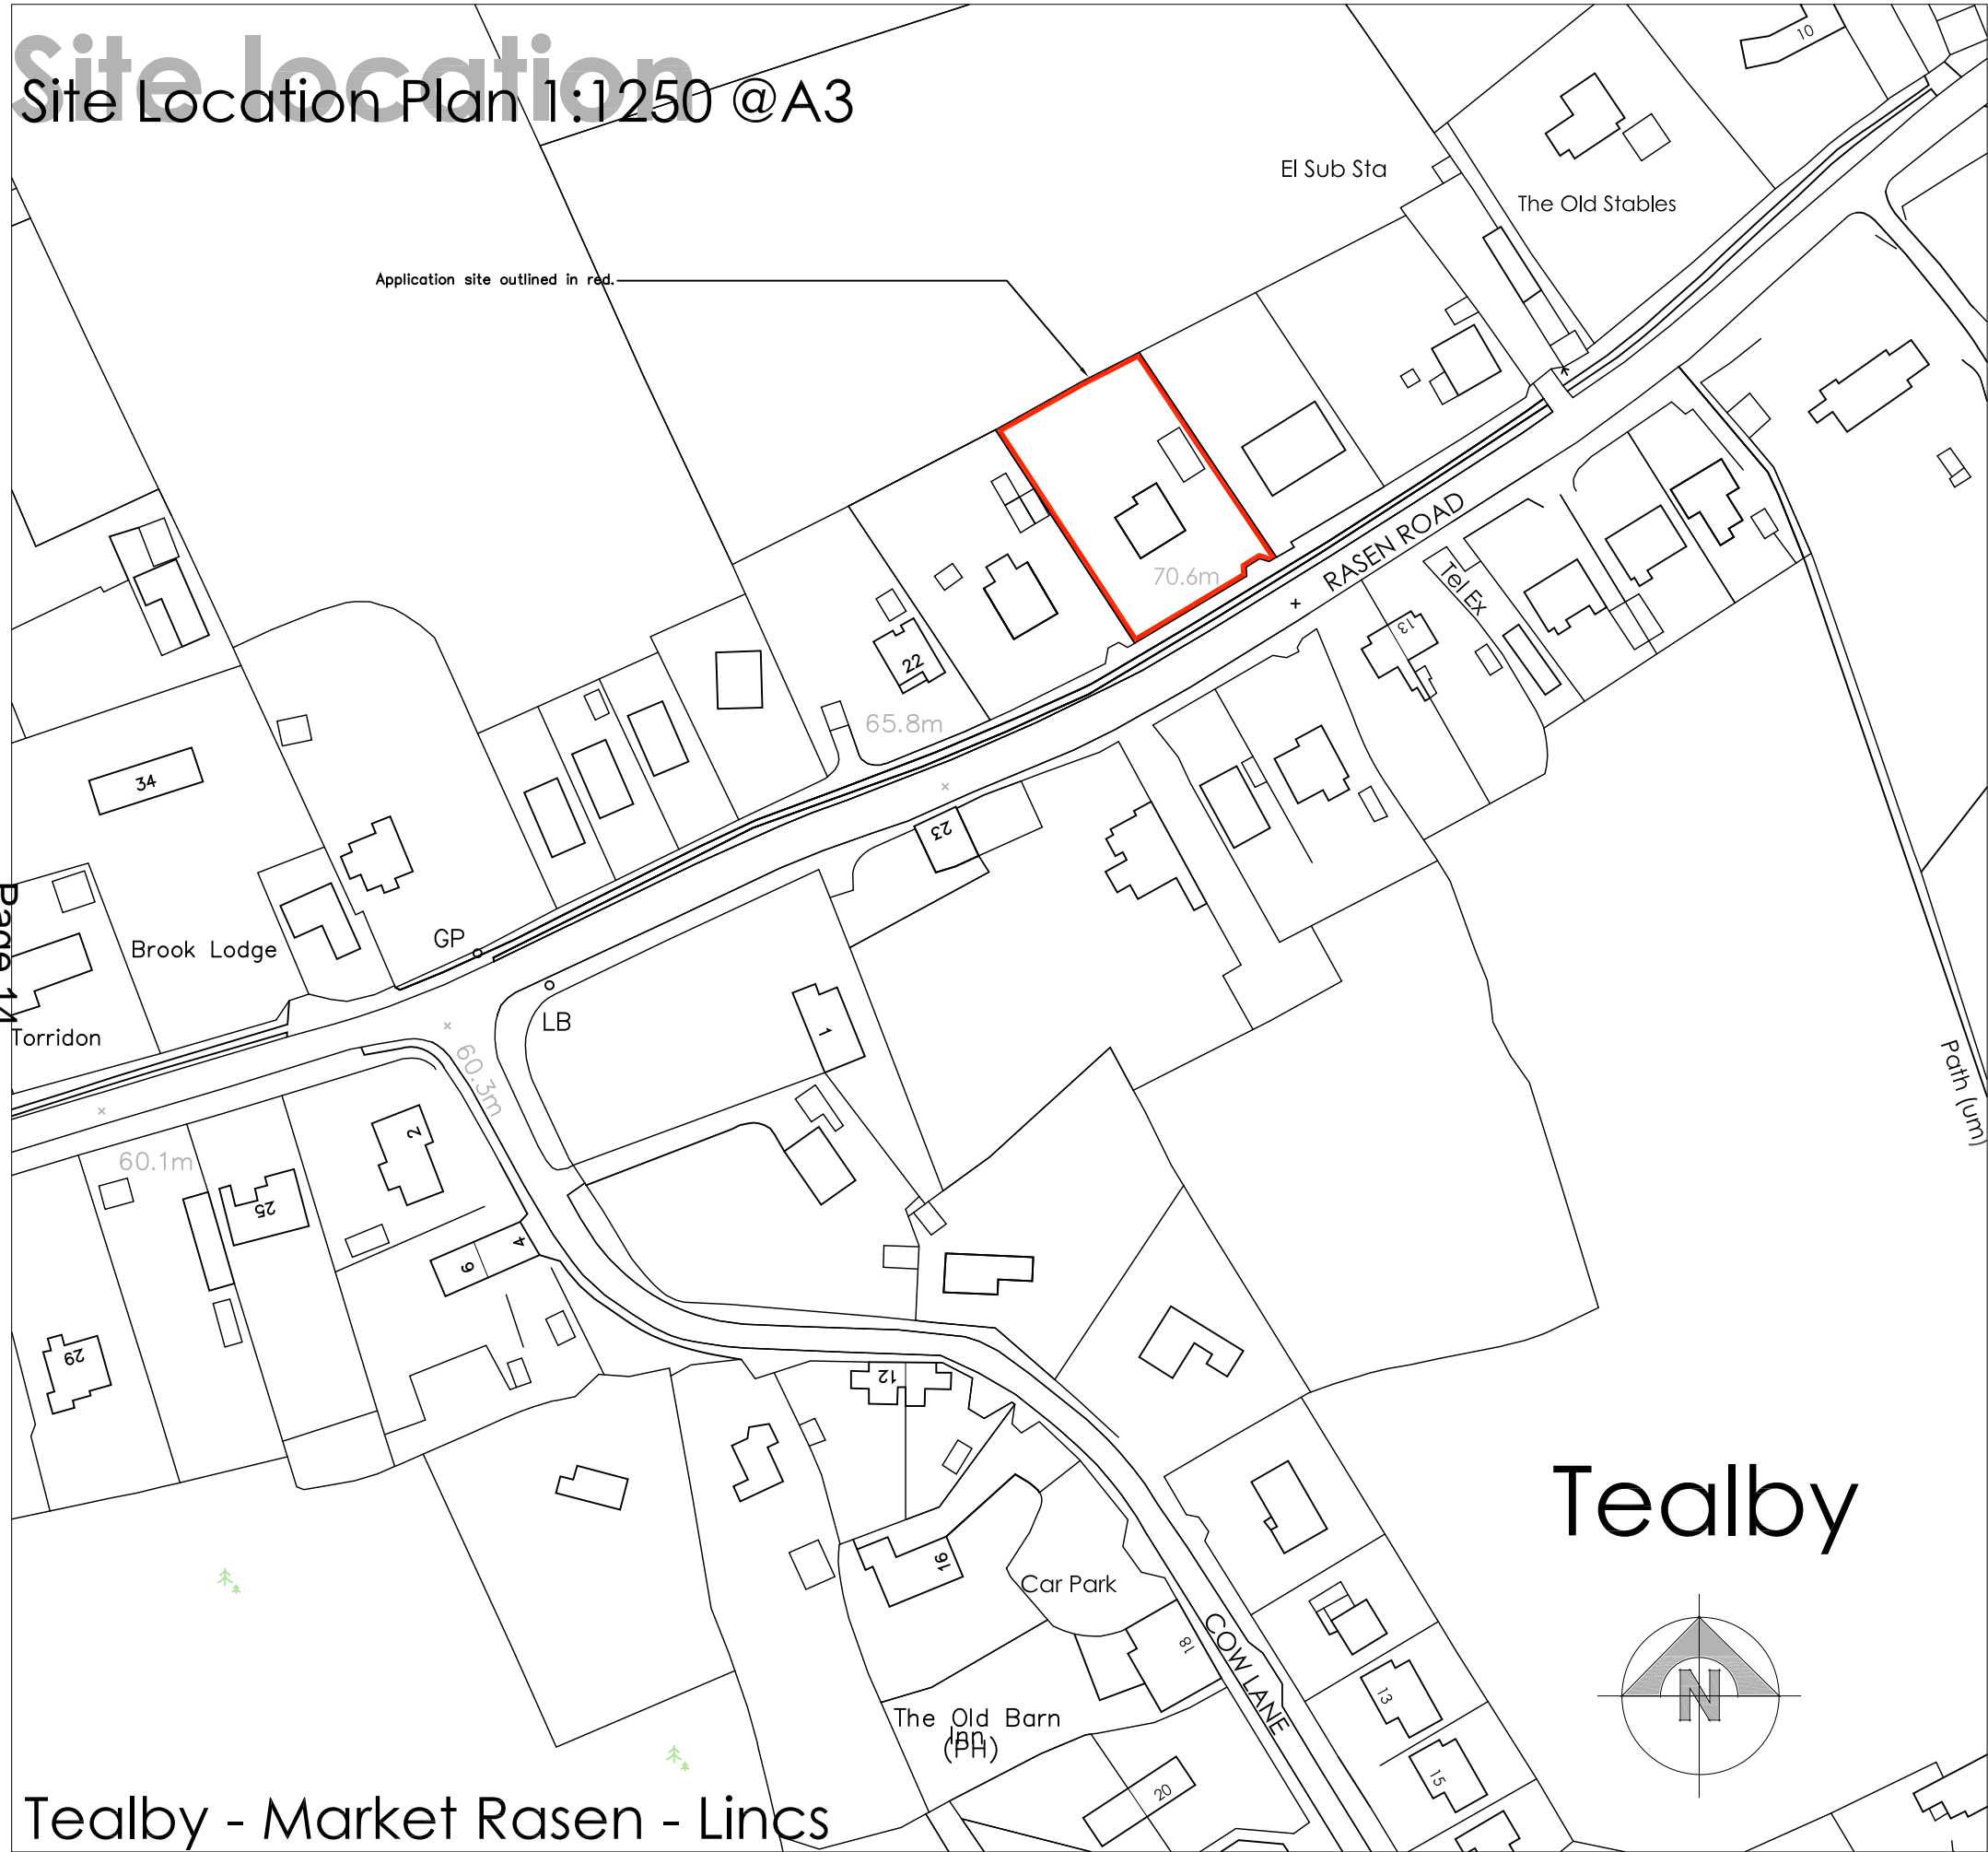 Site location
Site Location Plan 1:1250 @A3
10
El Sub Sta
The Old Stables
Application site outlined in red.
RASEN ROAD
70.6m
Tel Ex
13
22
65.8m
34
23
Brook Lodge
GP
LB
1
Page 14
Torridon
60.3m
Path (um)
2
60.1m
25
4
6
29
12
Tealby
16
Car Park
18
COW LANE
N
The Old Barn
Inn
(PH)
13
15
20
Tealby - Market Rasen - Lincs